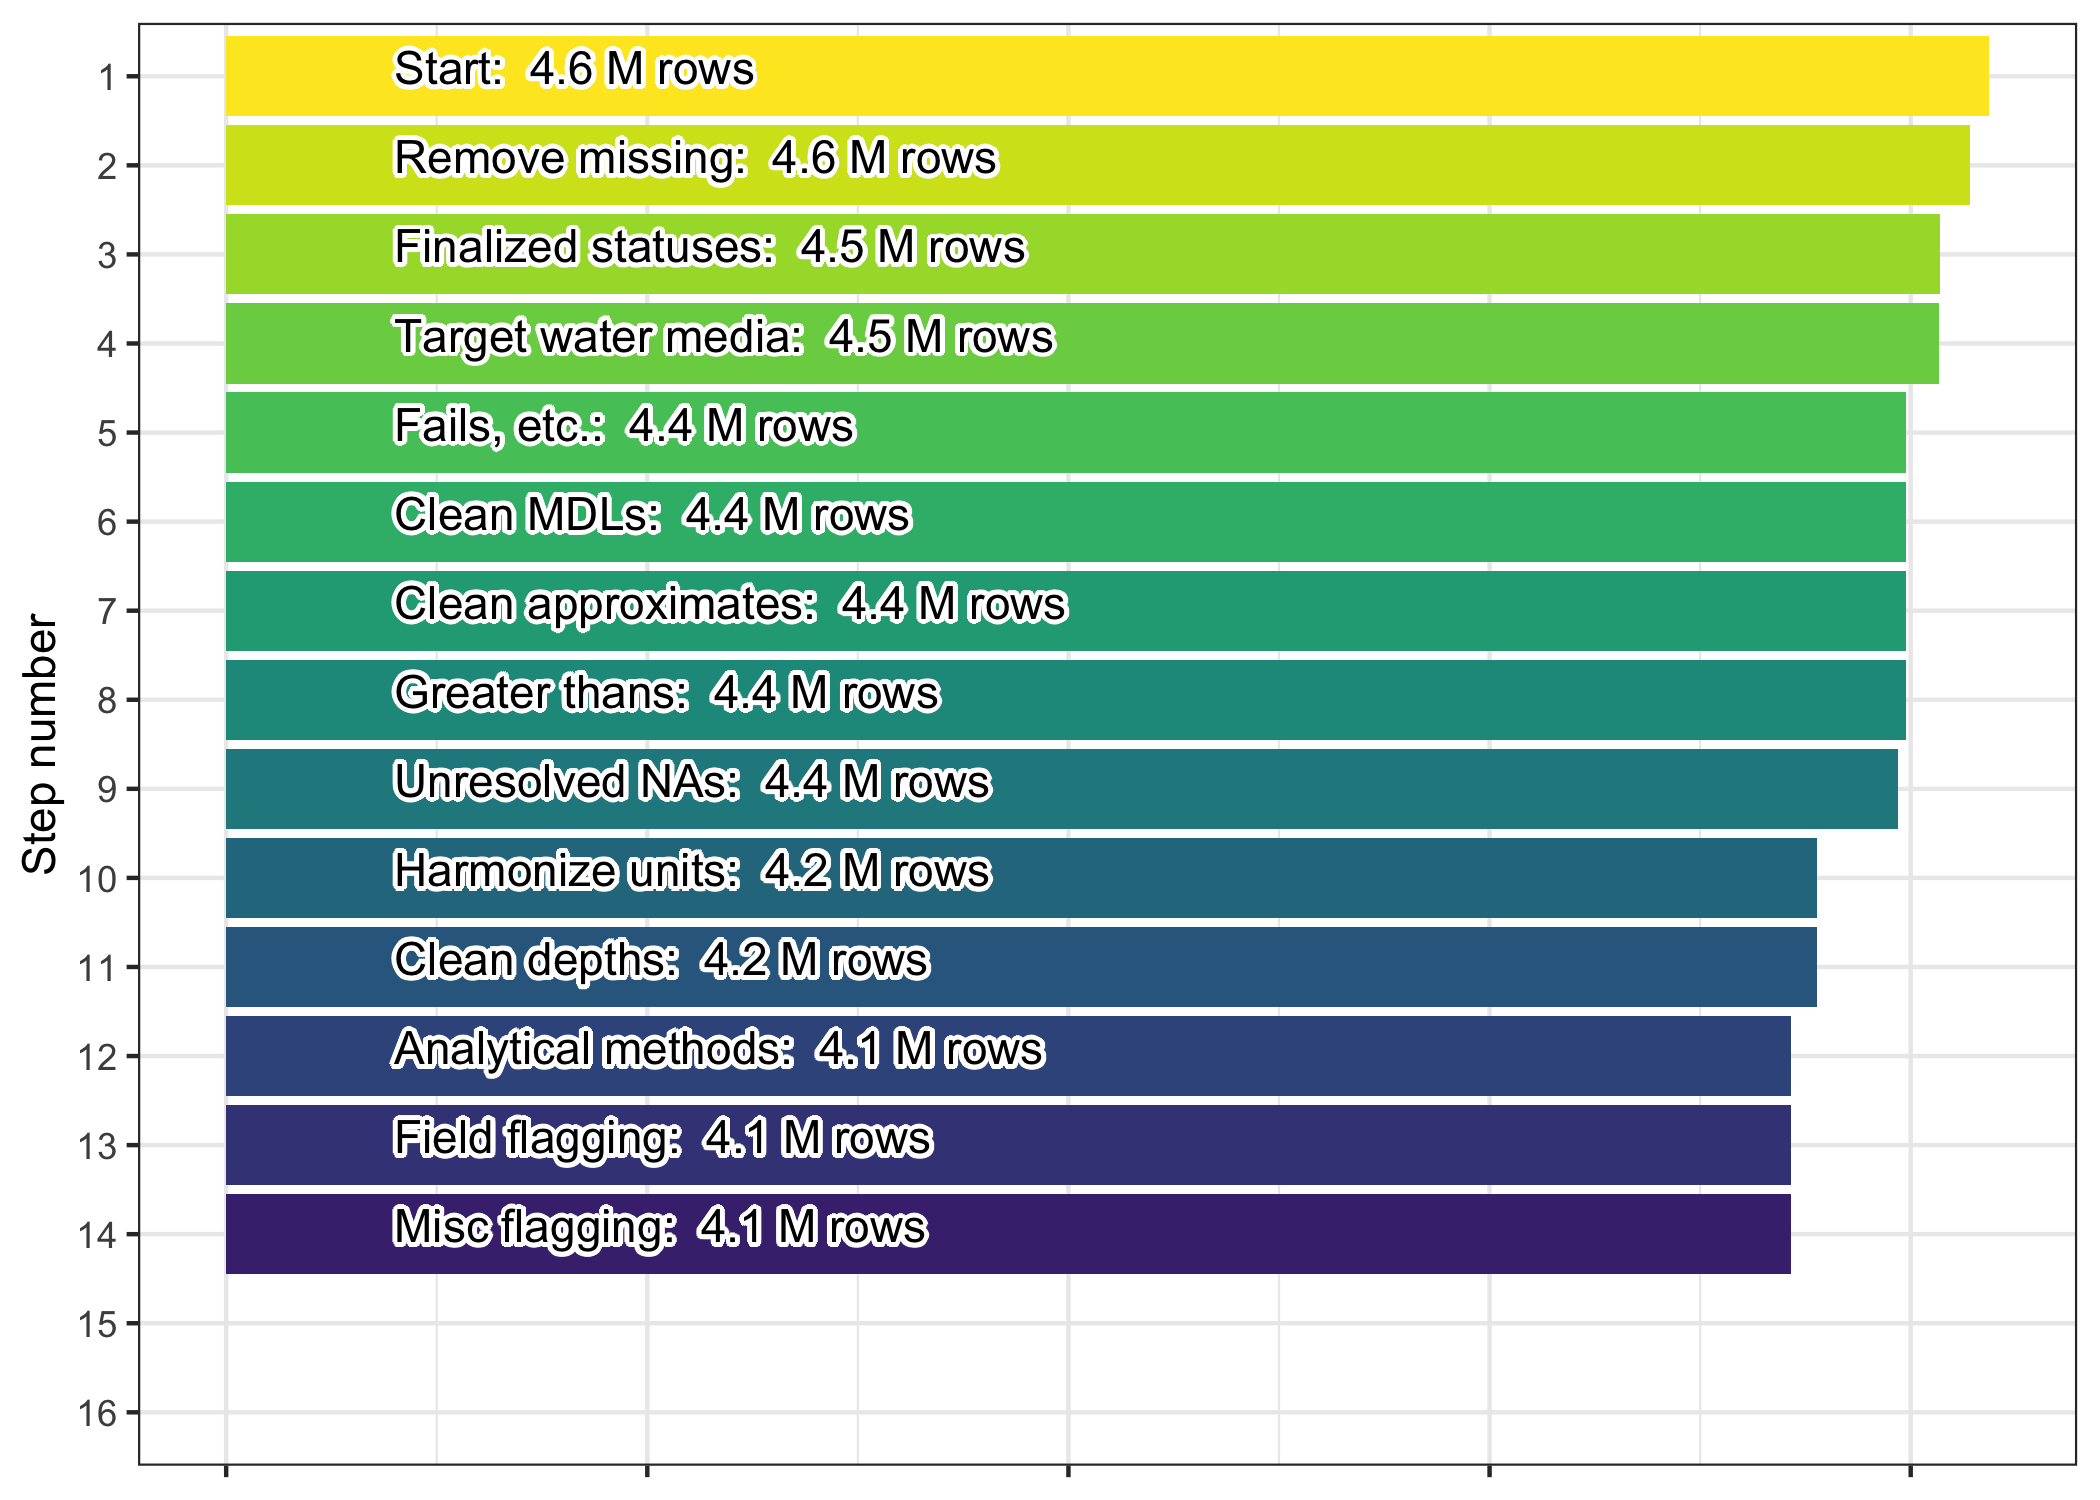 1
Start:  4.6 M rows
2
Remove missing:  4.6 M rows
3
Finalized statuses:  4.5 M rows
4
Target water media:  4.5 M rows
5
Fails, etc.:  4.4 M rows
6
Clean MDLs:  4.4 M rows
7
Clean approximates:  4.4 M rows
8
Greater thans:  4.4 M rows
9
Unresolved NAs:  4.4 M rows
10
Harmonize units:  4.2 M rows
11
Clean depths:  4.2 M rows
12
Analytical methods:  4.1 M rows
13
Field flagging:  4.1 M rows
14
Misc flagging:  4.1 M rows
15
16
Step number